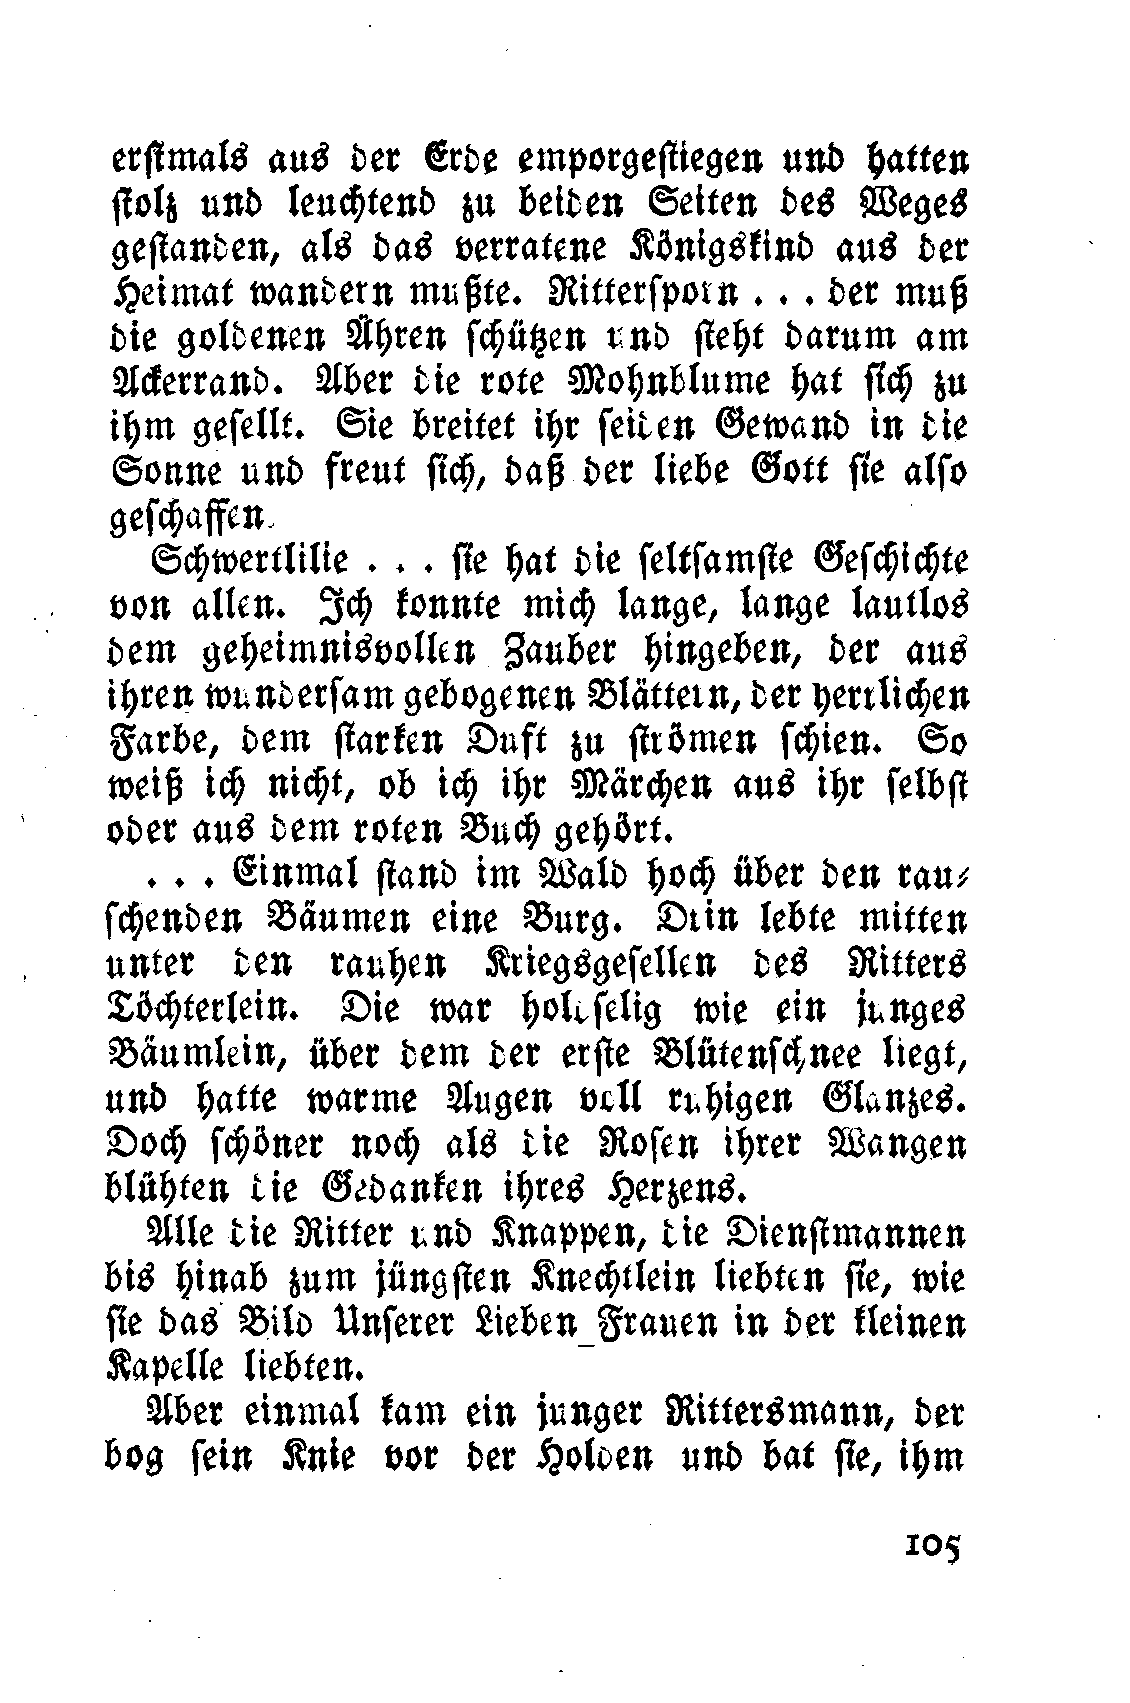 erstmals aus der Erde emporgestiegen und hatten
stolz und leuchtend zu beiden Seiten des Weges
gestanden, als das verratene Königskind aus der
Heimat wandern mußte. Rittersporn . . . der muß
die goldenen Ähren schützen und steht darum am
Ackerrand. Aber die rote Mohnblume hat sich zu
ihm gesellt. Sie breitet ihr seiden Gewand in die
Sonne und freut sich, daß der liebe Gott sie also
geschaffen.
Schwertlilie . . . sie hat die seltsamste Geschichte
von allen. Ich konnte mich lange, lange lautlos
dem geheimnisvollen Zauber hingeben, der aus
ihren wundersam gebogenen Blättern, der herrlichen
Farbe, dem starken Duft zu strömen schien. So
weiß ich nicht, ob ich ihr Märchen aus ihr selbst
oder aus dem roten Buch gehört.
. . . Einmal stand im Wald hoch über den rau-
schenden Bäumen eine Burg. Drin lebte mitten
unter den rauhen Kriegsgesellen des Ritters
Töchterlein. Die war holdselig wie ein junges
Bäumlein, über dem der erste Blütenschnee liegt,
und hatte warme Augen voll ruhigen Glanzes.
Doch schöner noch als die Rosen ihrer Wangen
blühten die Gedanken ihres Herzens.
Alle die Ritter und Knappen, die Dienstmannen
bis hinab zum jüngsten Knechtlein liebten sie, wie
sie das Bild Unserer Lieben Frauen in der kleinen
Kapelle liebten.
Aber einmal kam ein junger Rittersmann, der
bog sein Knie vor der Holden und bat sie, ihm
105